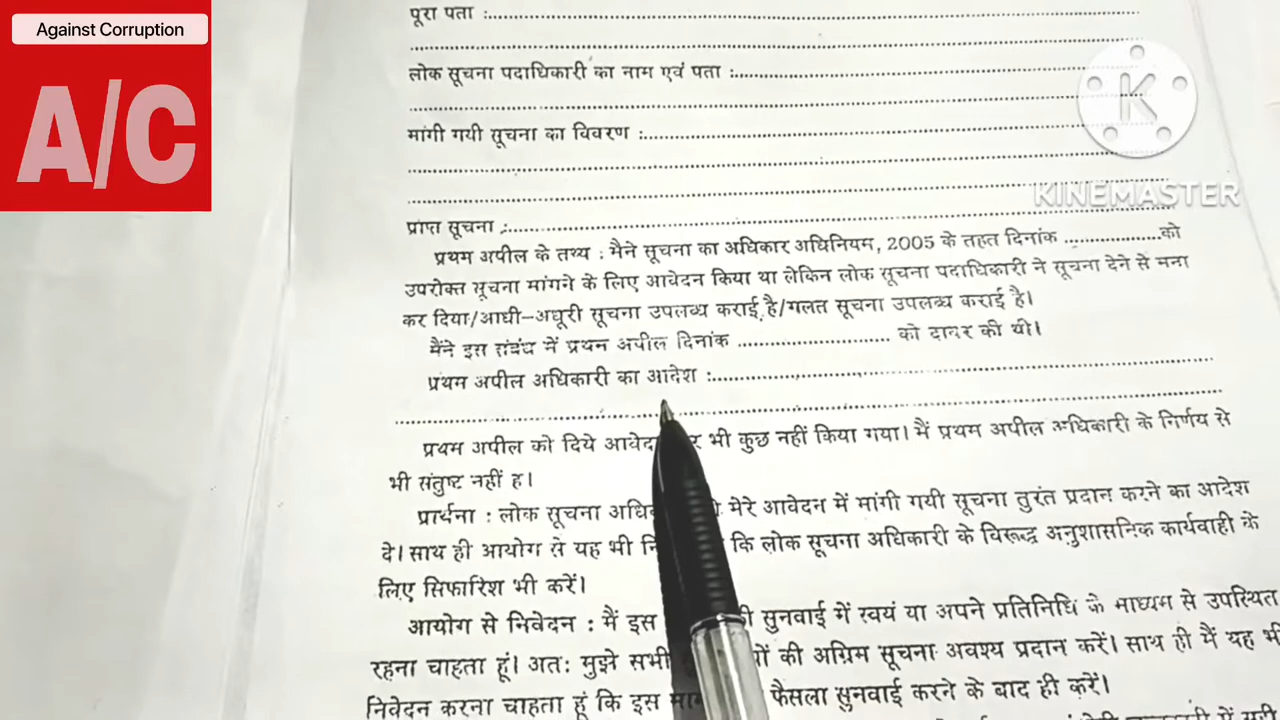 Against Corruption
A/C
K
KINEMASTER
पूरा पता :
लोक सूचना पदाधिकारी का नाम एवं पता :
मांगी गयी सूचना का विवरण :
प्राप्त सूचना :
प्रथम अपील के तथ्य : मैने सूचना का अधिकार अधिनियम, 2005 के तहत दिनांक ................... को
उपरोक्त सूचना मांगने के लिए आवेदन किया था लेकिन लोक सूचना पदाधिकारी ने सूचना देने से मना
कर दिया/आधी–अधूरी सूचना उपलब्ध कराई है/गलत सूचना उपलब्ध कराई है।
मैंने इस संबंध में प्रथम अपील दिनांक ............................. को दायर की थी।
प्रथम अपील अधिकारी का आदेश :
प्रथम अपील को दिये भी कुछ नहीं किया गया। मैं प्रथम अपील अधिकारी के निर्णय से
भी संतुष्ट नहीं ह।
प्रार्थना : लोक सूचना मेरे आवेदन में मांगी गयी सूचना तुरंत प्रदान करने का आदेश
दे। साथ ही आयोग से यह भी कि लोक सूचना अधिकारी के विरूद्ध अनुशासनिक कार्यवाही के
लिए सिफारिश भी करें।
आयोग से निवेदन : मैं इस सुनवाई में स्वयं या अपने प्रतिनिधि के माध्यम से उपस्थित
रहना चाहता हूं। अतः मुझे सभी की अग्रिम सूचना अवश्य प्रदान करें। साथ ही मैं यह भी
निवेदन करना चाहता हूं कि इस फैसला सुनवाई करने के बाद ही करें।